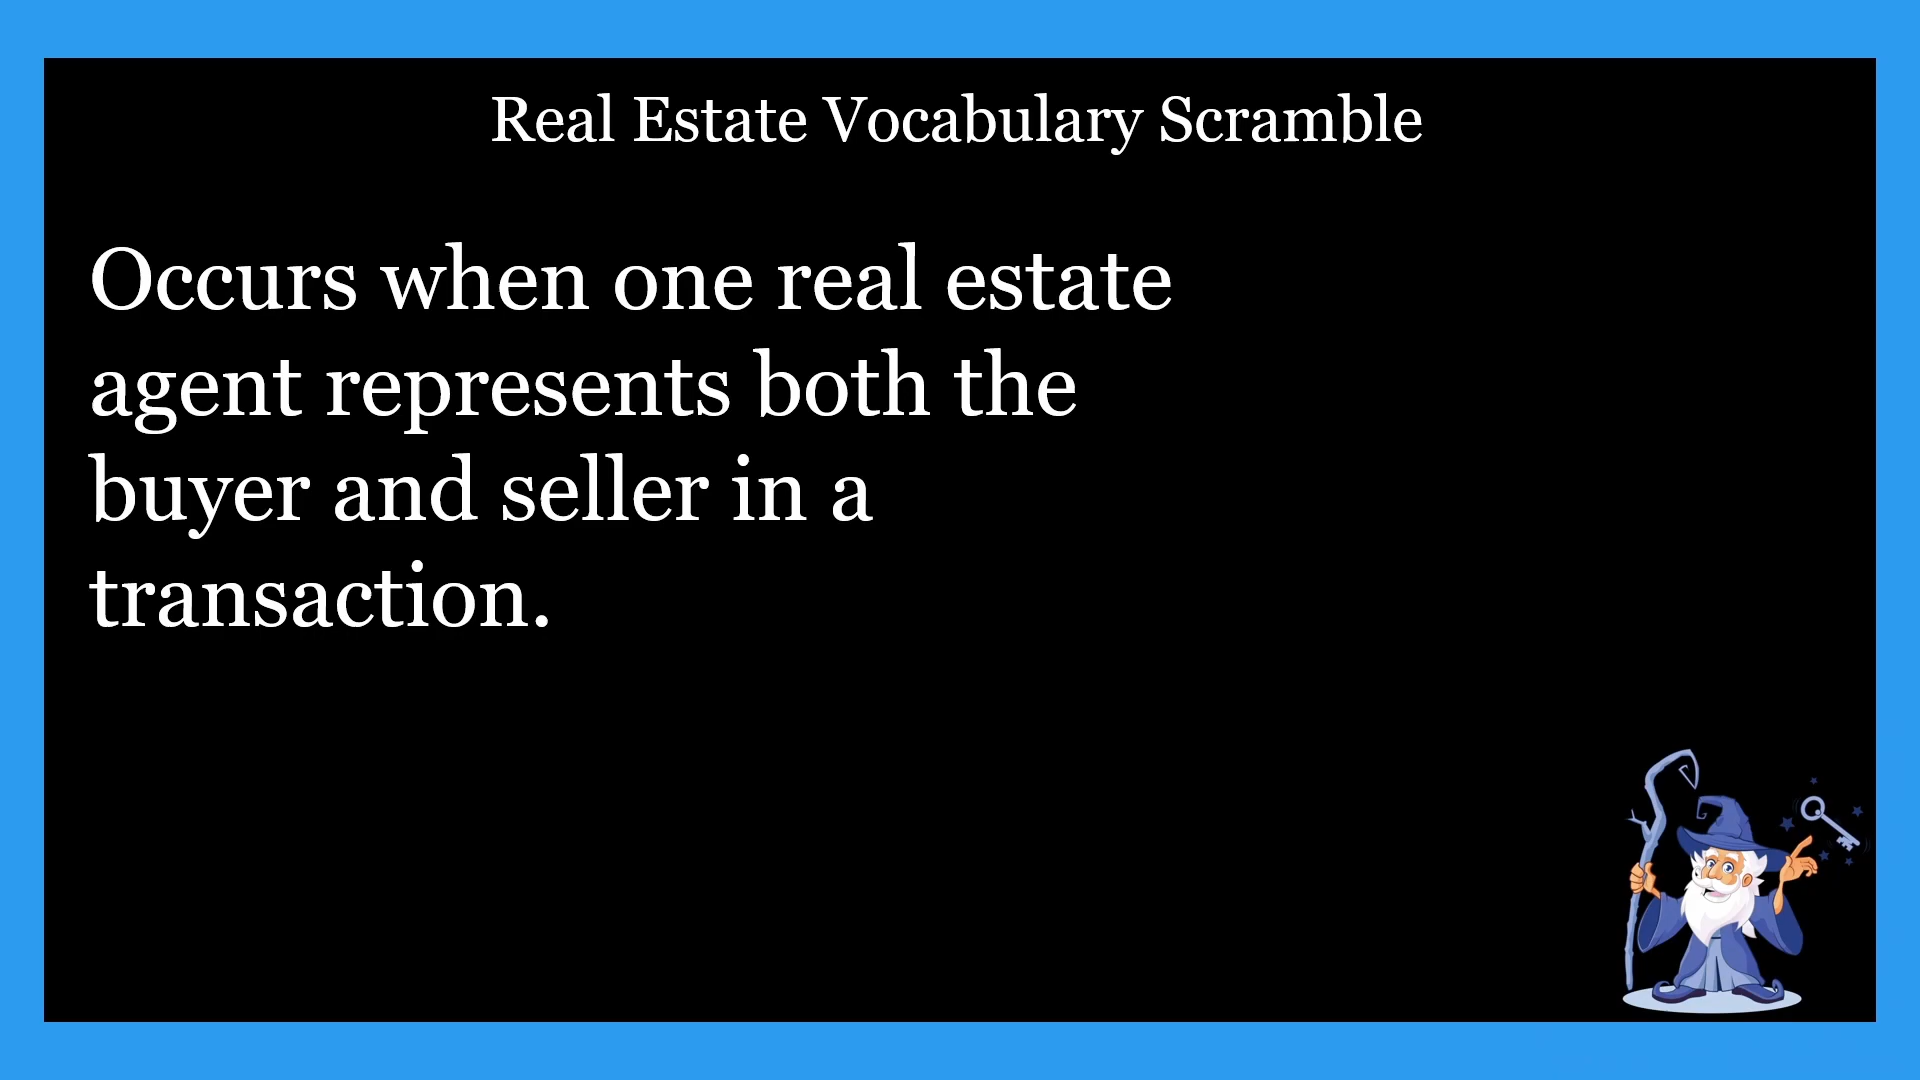 Real Estate Vocabulary Scramble
Occurs when one real estate
agent represents both the
buyer and seller in a
transaction.